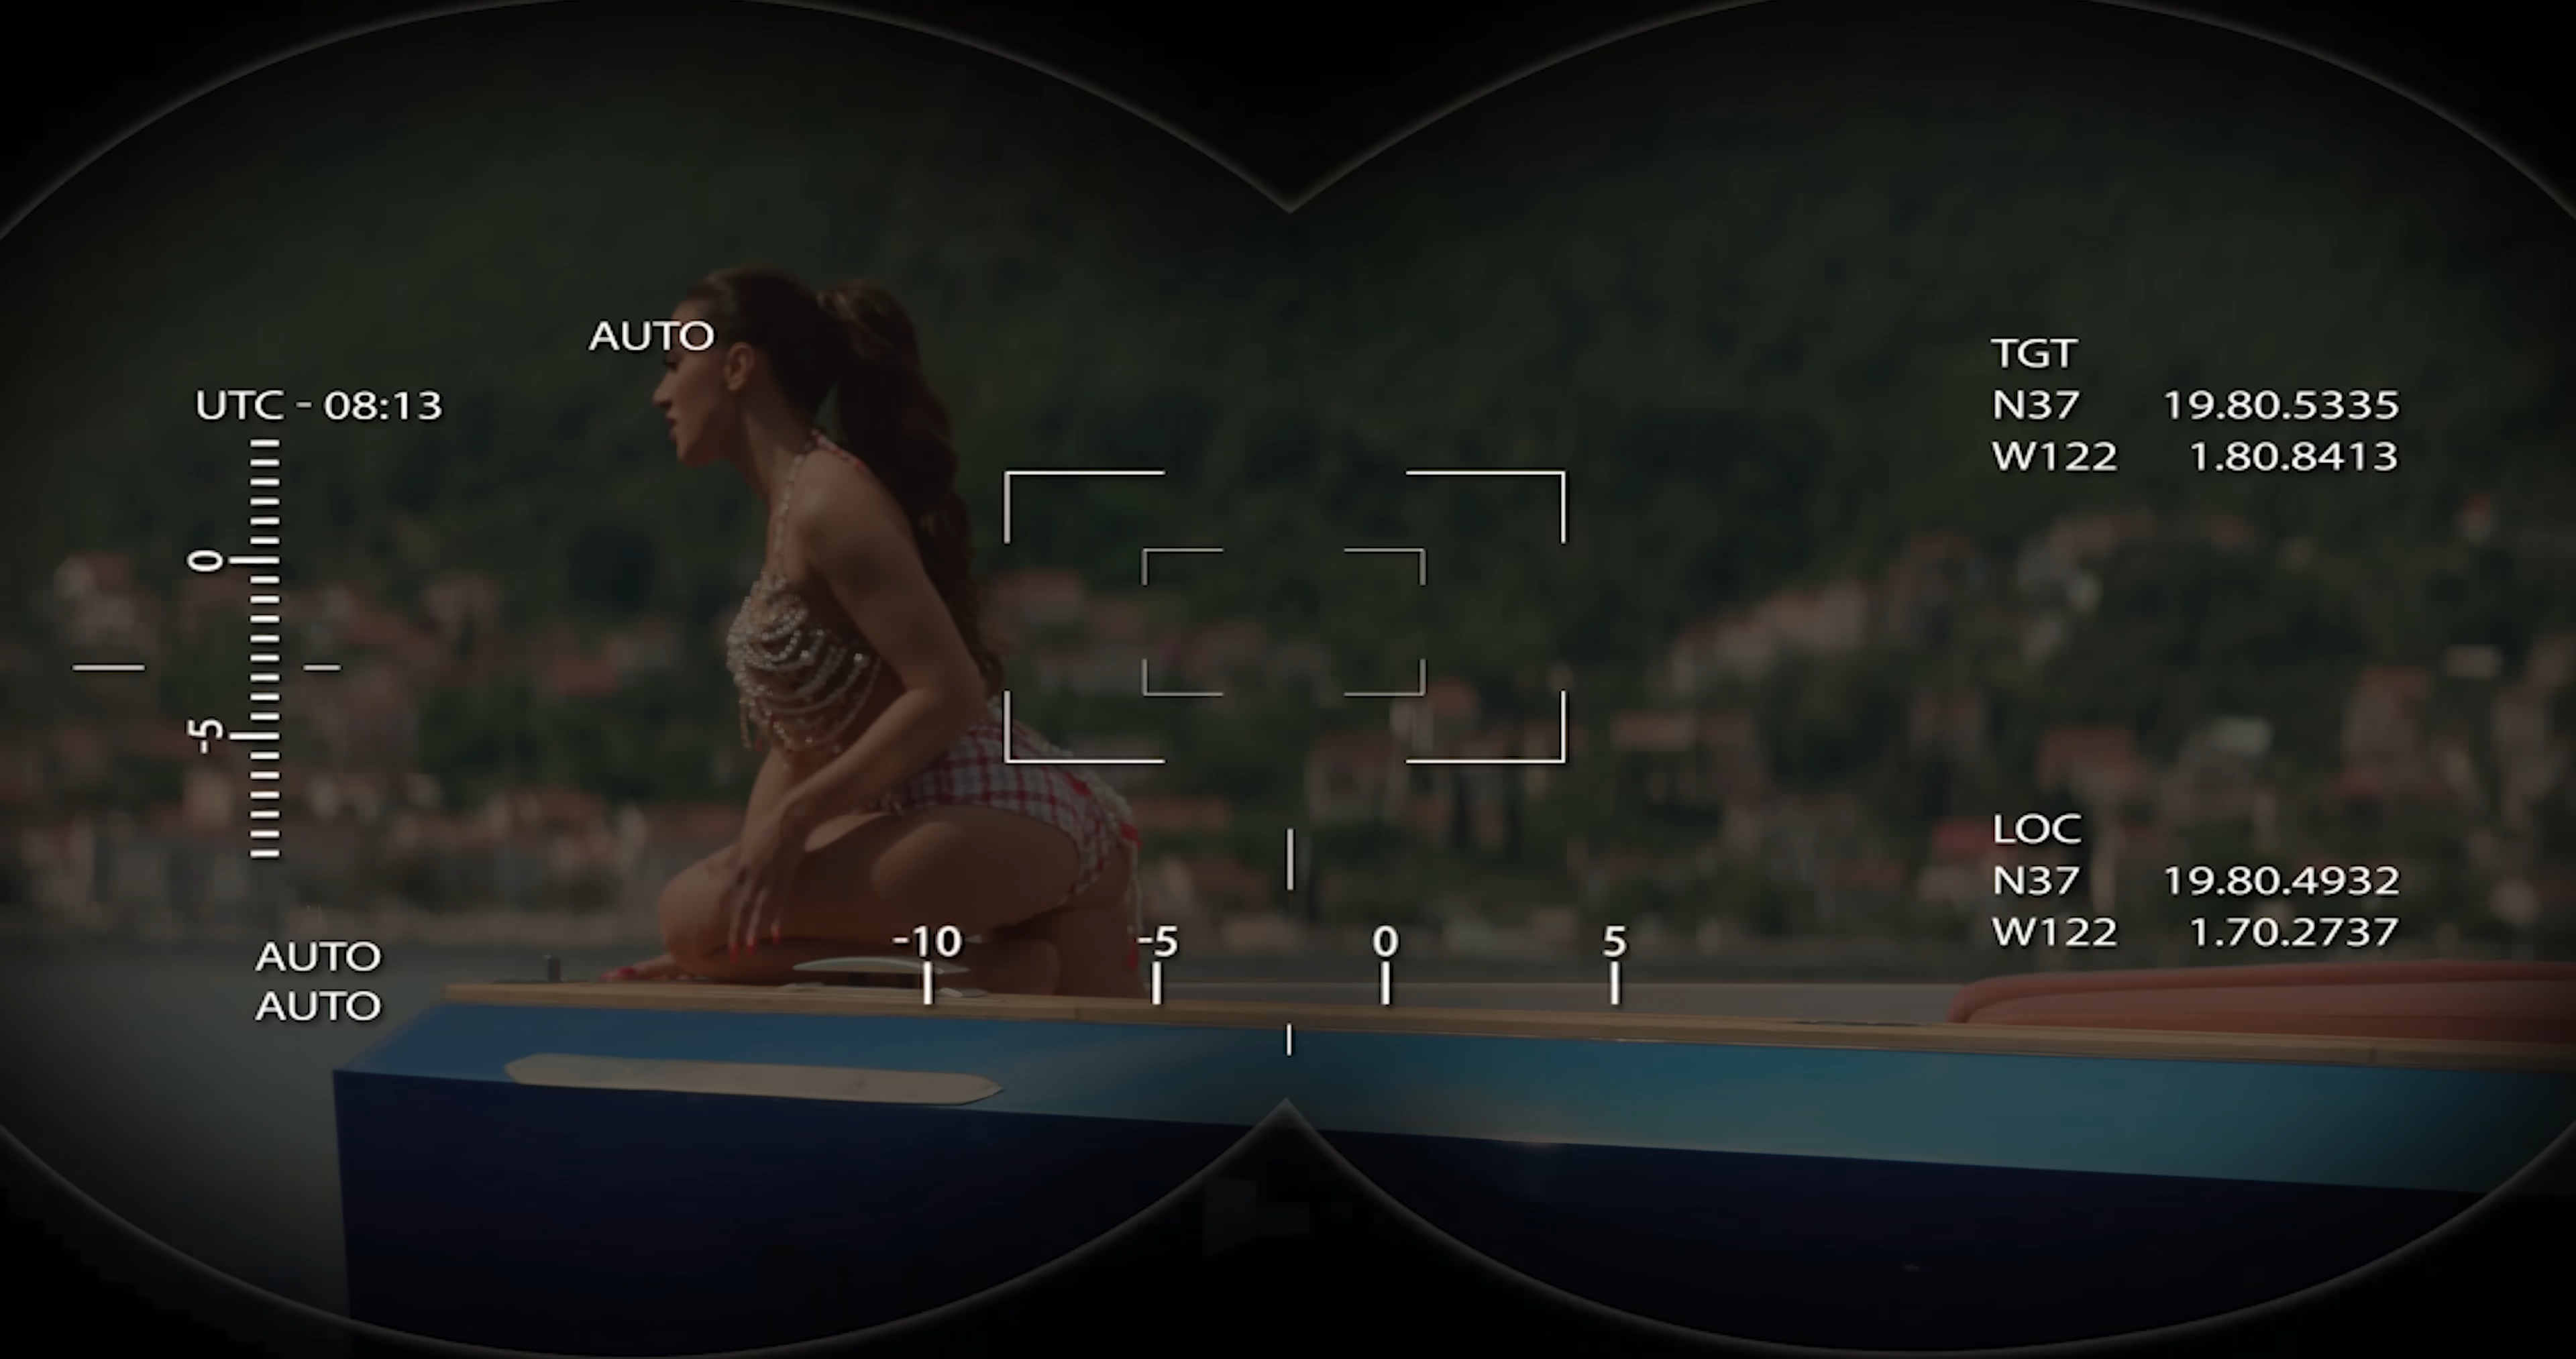 AUTO
UTC - 08:13
0
-5
AUTO
AUTO
TGT
N37 19.80.5335
W122 1.80.8413
LOC
N37 19.80.4932
W122 1.70.2737
-10 -5 0 5